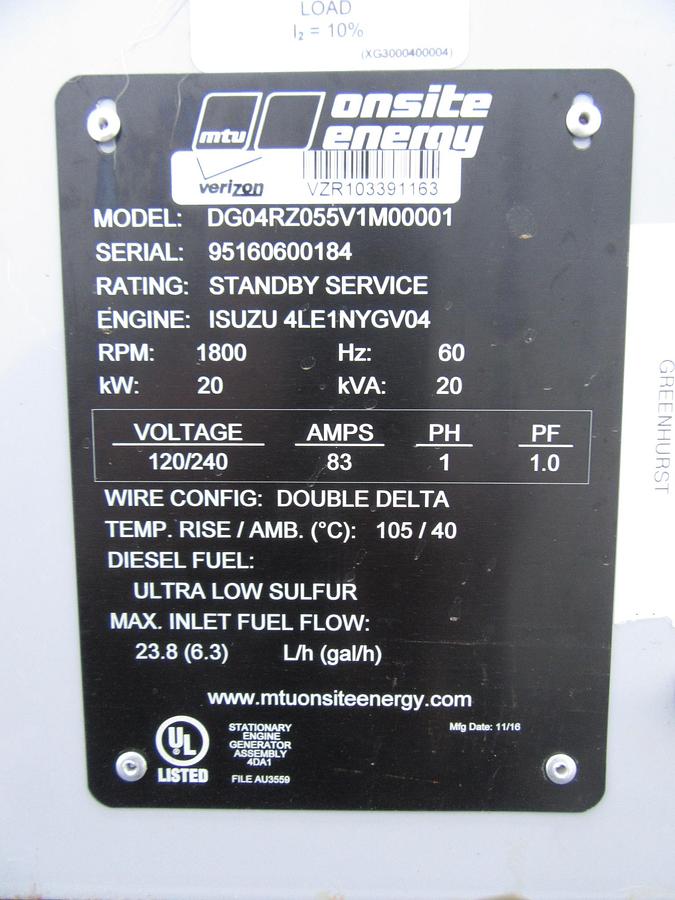 LOAD
I₂ = 10%
(XG3000400004)
mtu onsite energy
verizon
VZR103391163
MODEL: DG04RZ055V1M00001
SERIAL: 95160600184
RATING: STANDBY SERVICE
ENGINE: ISUZU 4LE1NYGV04
RPM: 1800 Hz: 60
kW: 20 kVA: 20
VOLTAGE AMPS PH PF
120/240 83 1 1.0
WIRE CONFIG: DOUBLE DELTA
TEMP. RISE / AMB. (°C): 105 / 40
DIESEL FUEL:
ULTRA LOW SULFUR
MAX. INLET FUEL FLOW:
23.8 (6.3) L/h (gal/h)
www.mtuonsiteenergy.com
Mfg Date: 11/16
UL
LISTED
STATIONARY
ENGINE
GENERATOR
ASSEMBLY
4DA1
FILE AU3559
GREENHURST